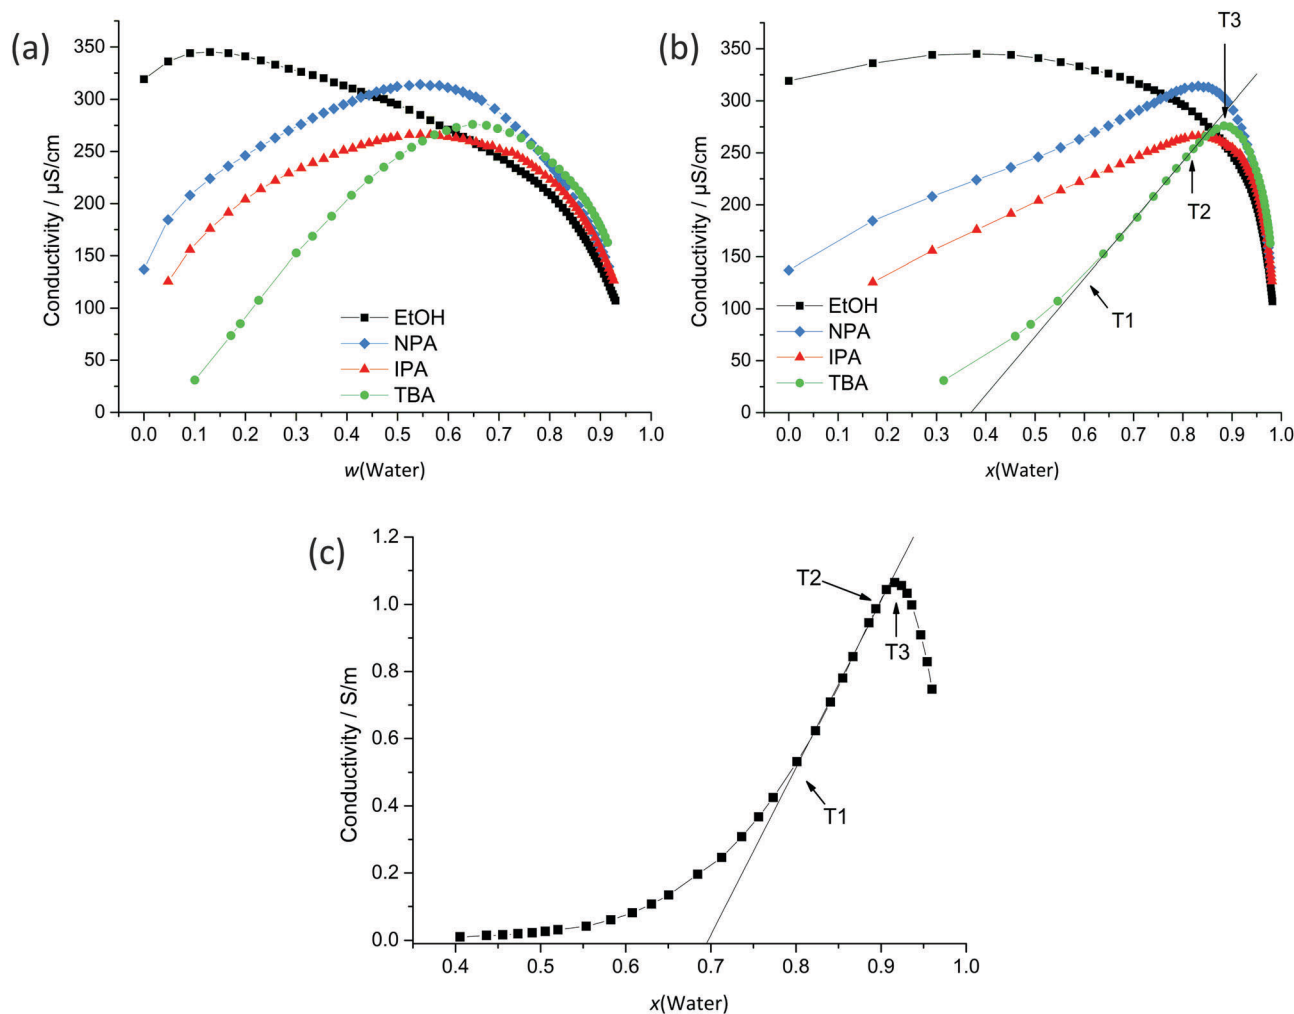 (a)
Conductivity / µS/cm
350
300
250
200
150
100
50
0
EtOH
NPA
IPA
TBA
0.0 0.1 0.2 0.3 0.4 0.5 0.6 0.7 0.8 0.9 1.0
w(Water)
(b)
Conductivity / µS/cm
350
300
250
200
150
100
50
0
T3
T2
T1
EtOH
NPA
IPA
TBA
0.0 0.1 0.2 0.3 0.4 0.5 0.6 0.7 0.8 0.9 1.0
x(Water)
(c)
Conductivity / S/m
1.2
1.0
0.8
0.6
0.4
0.2
0.0
T2
T3
T1
0.4 0.5 0.6 0.7 0.8 0.9 1.0
x(Water)